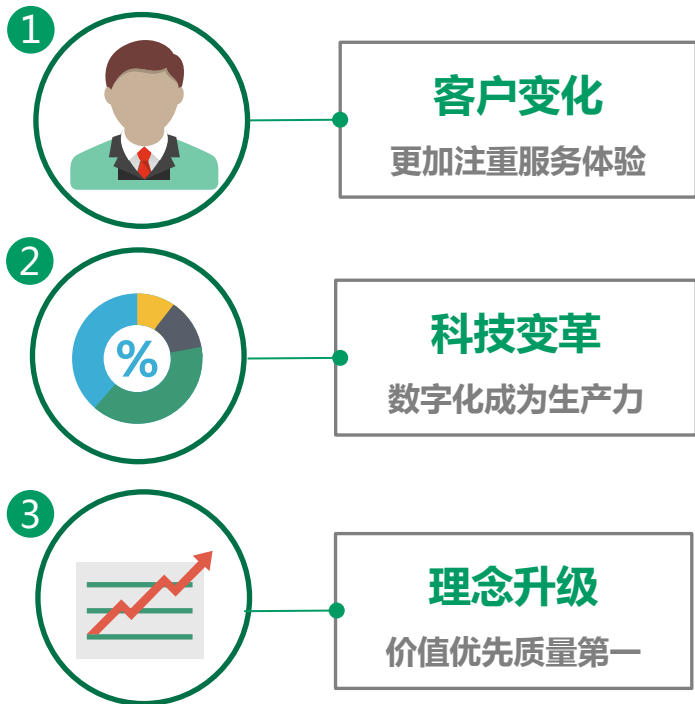 1
客户变化
更加注重服务体验
2
科技变革
%
数字化成为生产力
3
理念升级
价值优先质量第一